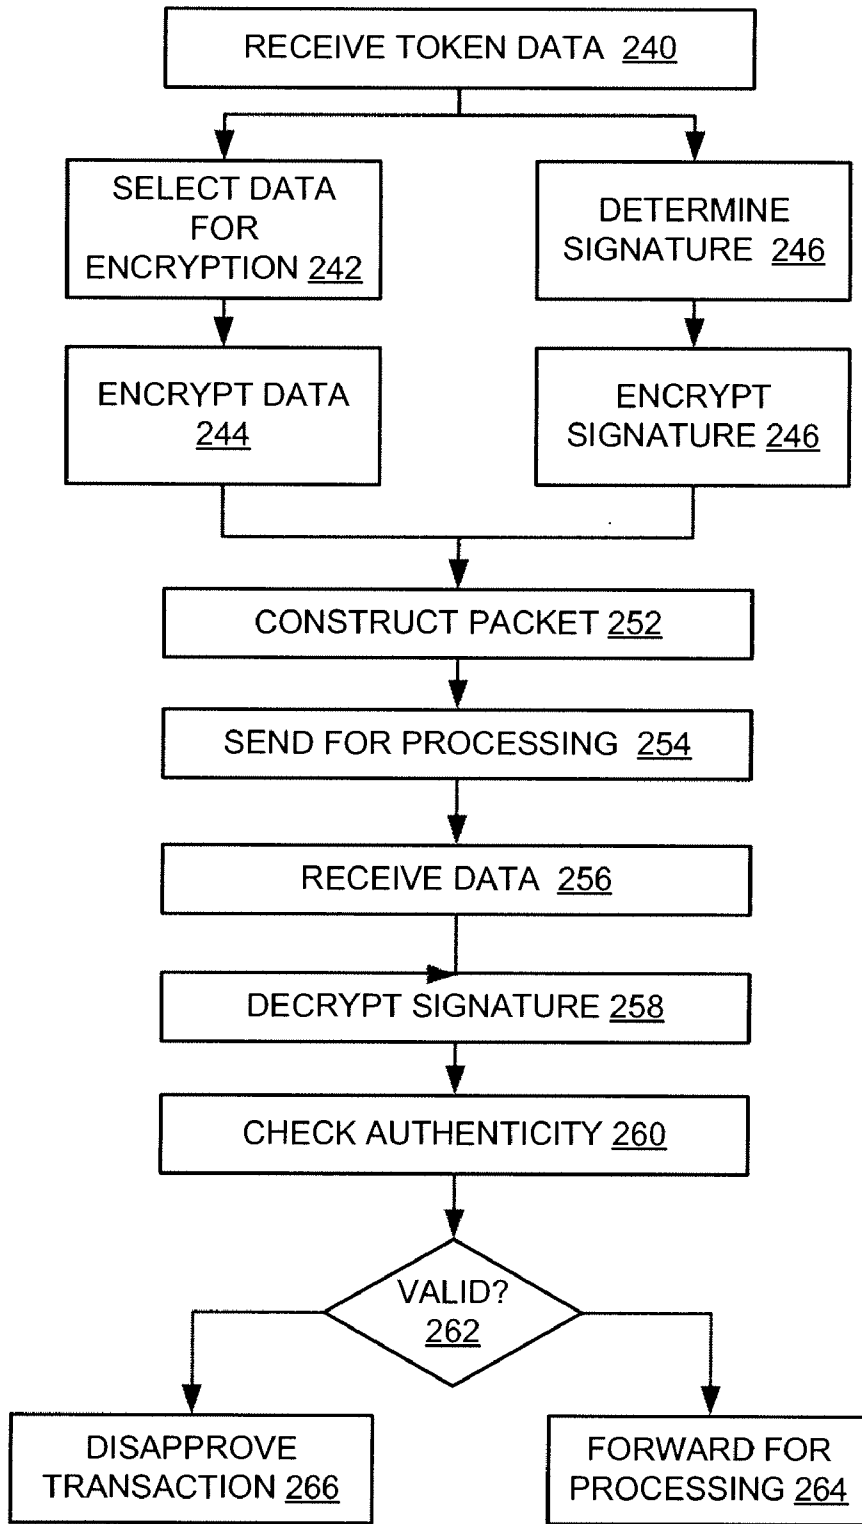 RECEIVE TOKEN DATA 240
SELECT DATA
FOR
ENCRYPTION 242
DETERMINE
SIGNATURE 246
ENCRYPT DATA
244
ENCRYPT
SIGNATURE 246
CONSTRUCT PACKET 252
SEND FOR PROCESSING 254
RECEIVE DATA 256
DECRYPT SIGNATURE 258
CHECK AUTHENTICITY 260
VALID?
262
DISAPPROVE
TRANSACTION 266
FORWARD FOR
PROCESSING 264